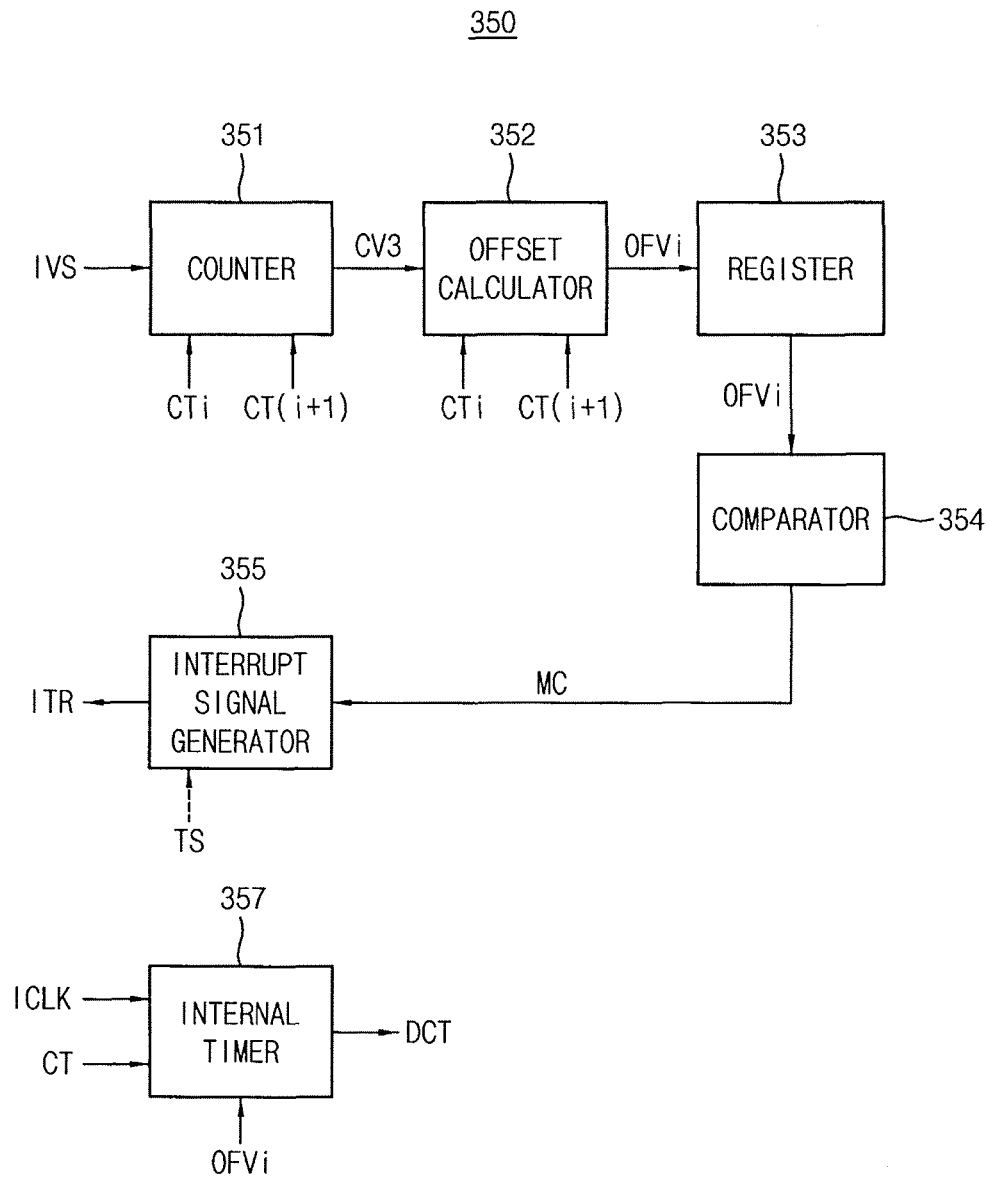 350
351
352
353
IVS
COUNTER
CV3
OFFSET
CALCULATOR
OFVi
REGISTER
CTi
CT(i+1)
CTi
CT(i+1)
OFVi
COMPARATOR
354
355
ITR
INTERRUPT
SIGNAL
GENERATOR
MC
TS
357
ICLK
CT
INTERNAL
TIMER
DCT
OFVi